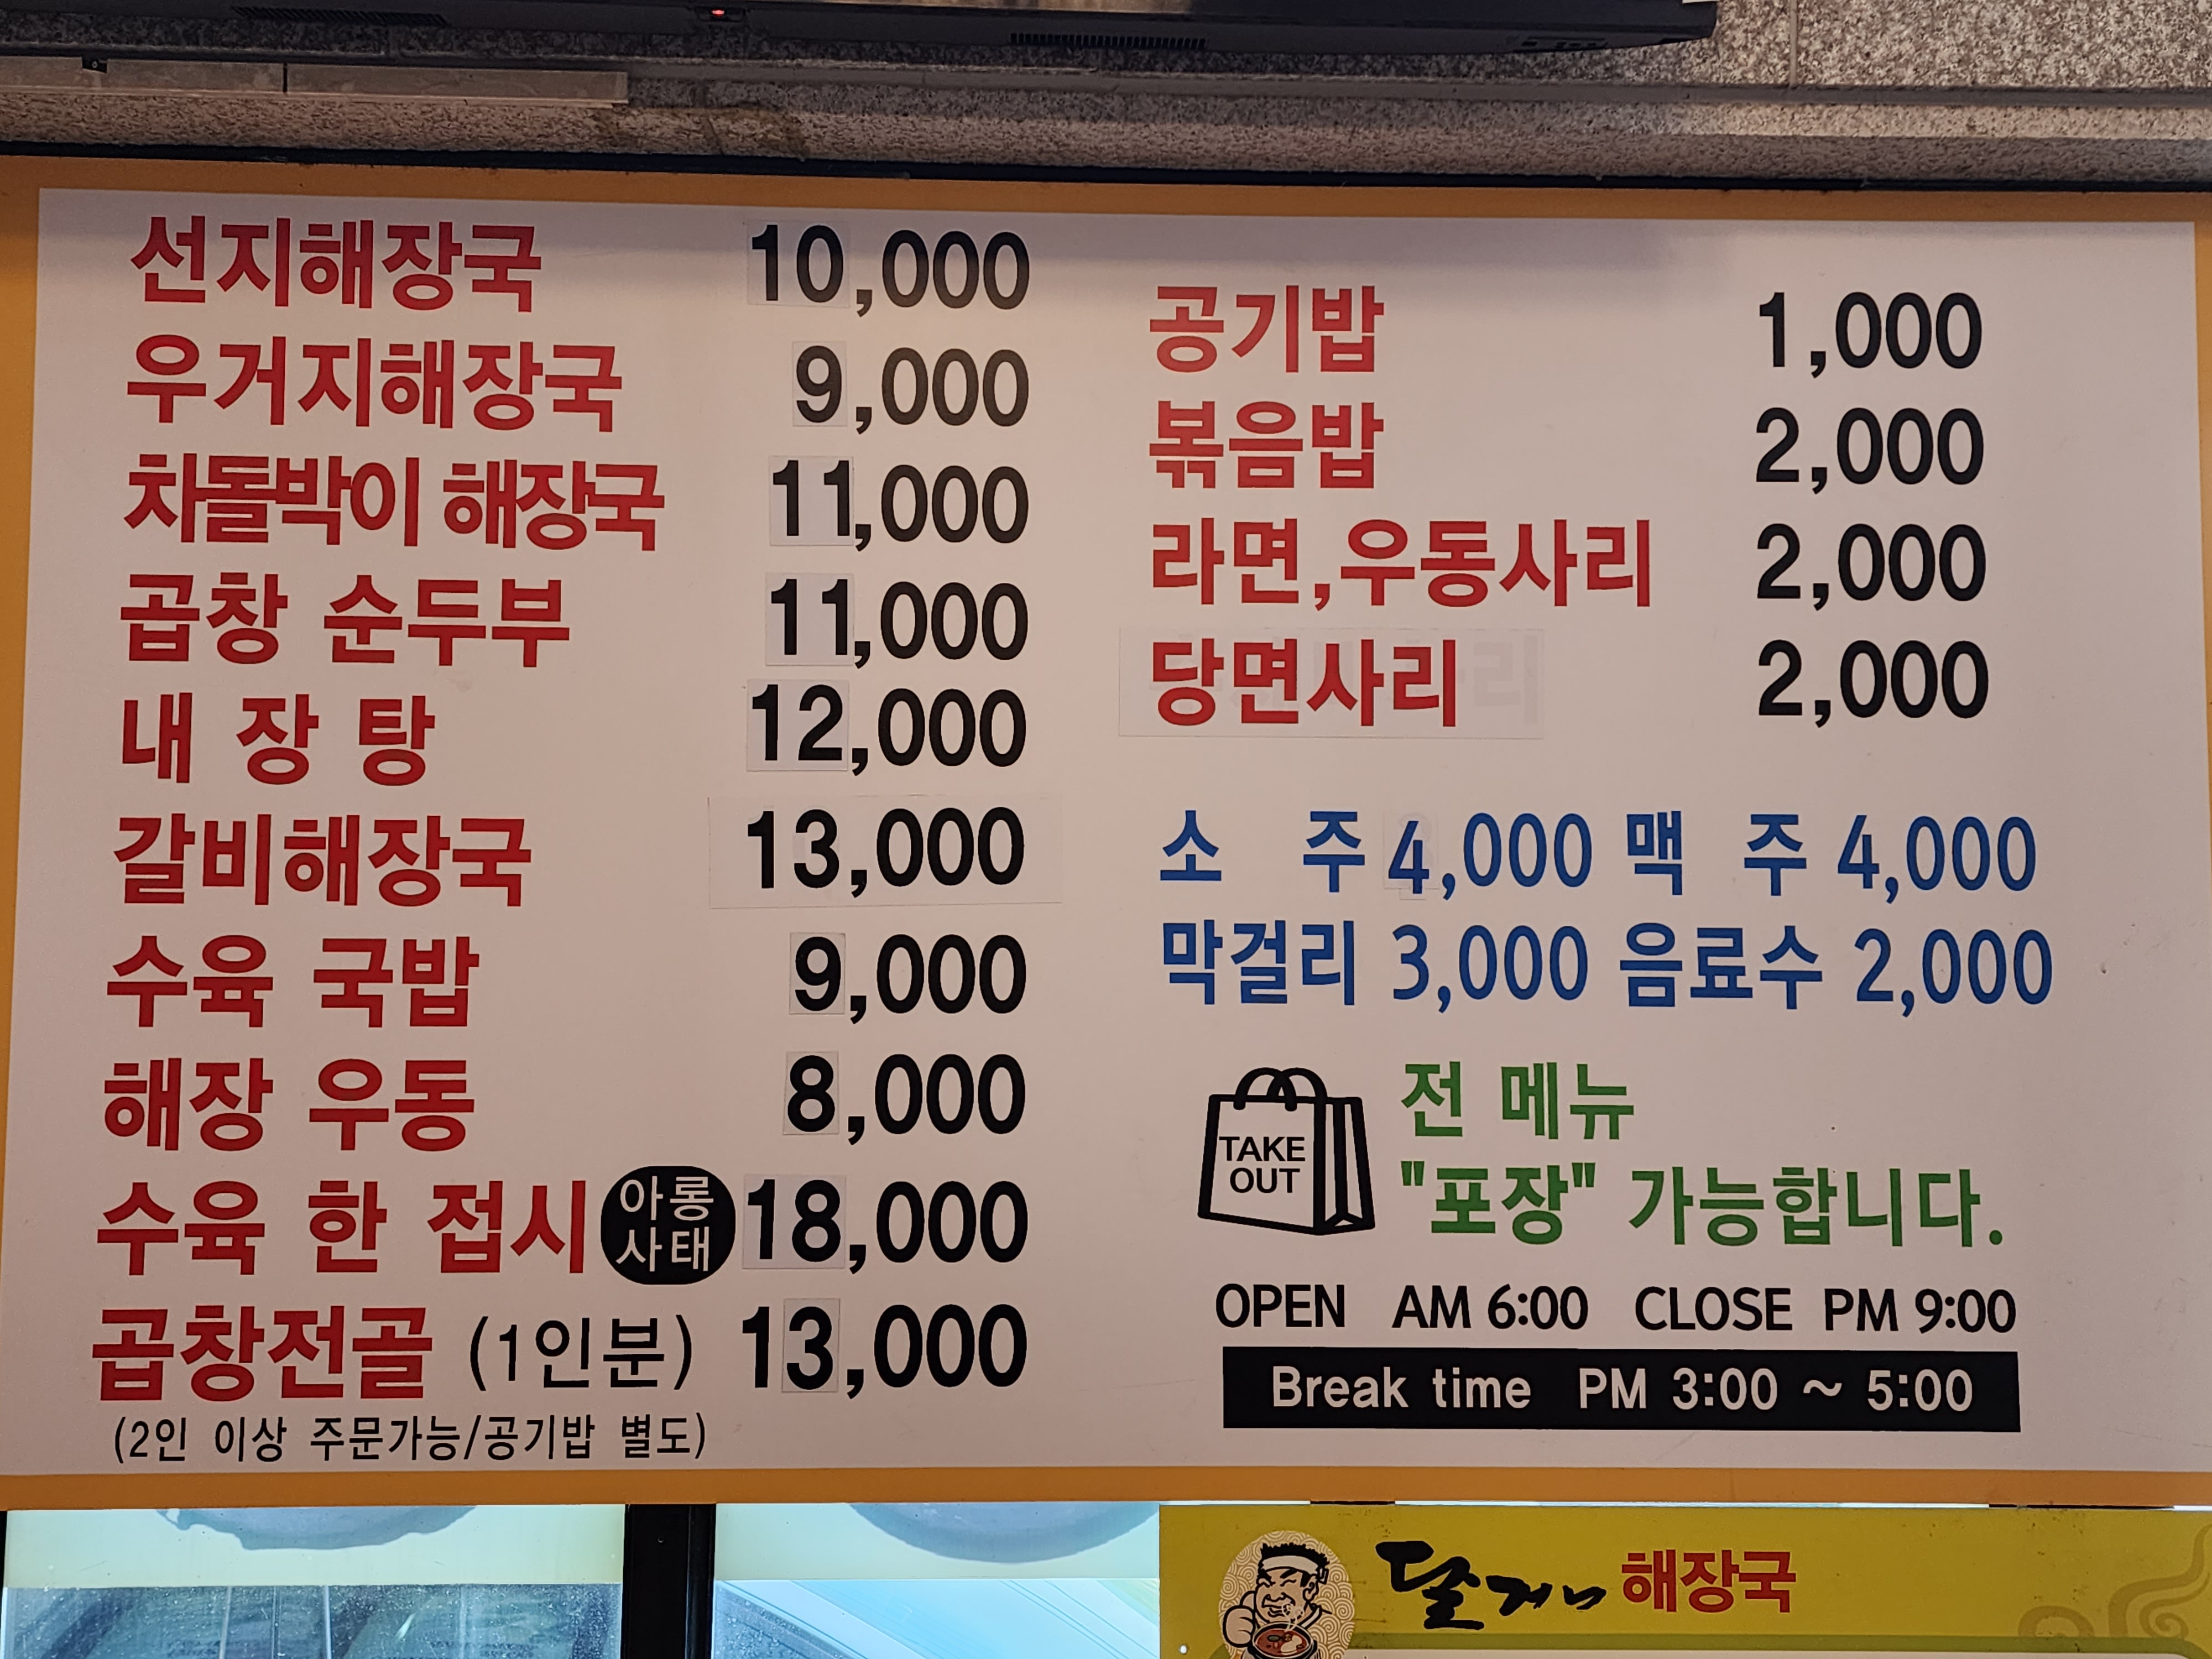 선지해장국 10,000
우거지해장국 9,000
차돌박이 해장국 11,000
곱창 순두부 11,000
내 장 탕 12,000
갈비해장국 13,000
수육 국밥 9,000
해장 우동 8,000
수육 한 접시 아롱사태 18,000
곱창전골 (1인분) 13,000
(2인 이상 주문가능/공기밥 별도)
공기밥 1,000
볶음밥 2,000
라면,우동사리 2,000
당면사리 2,000
소 주 4,000 맥 주 4,000
막걸리 3,000 음료수 2,000
TAKE
OUT
전 메뉴
"포장" 가능합니다.
OPEN AM 6:00 CLOSE PM 9:00
Break time PM 3:00 ~ 5:00
달거니 해장국